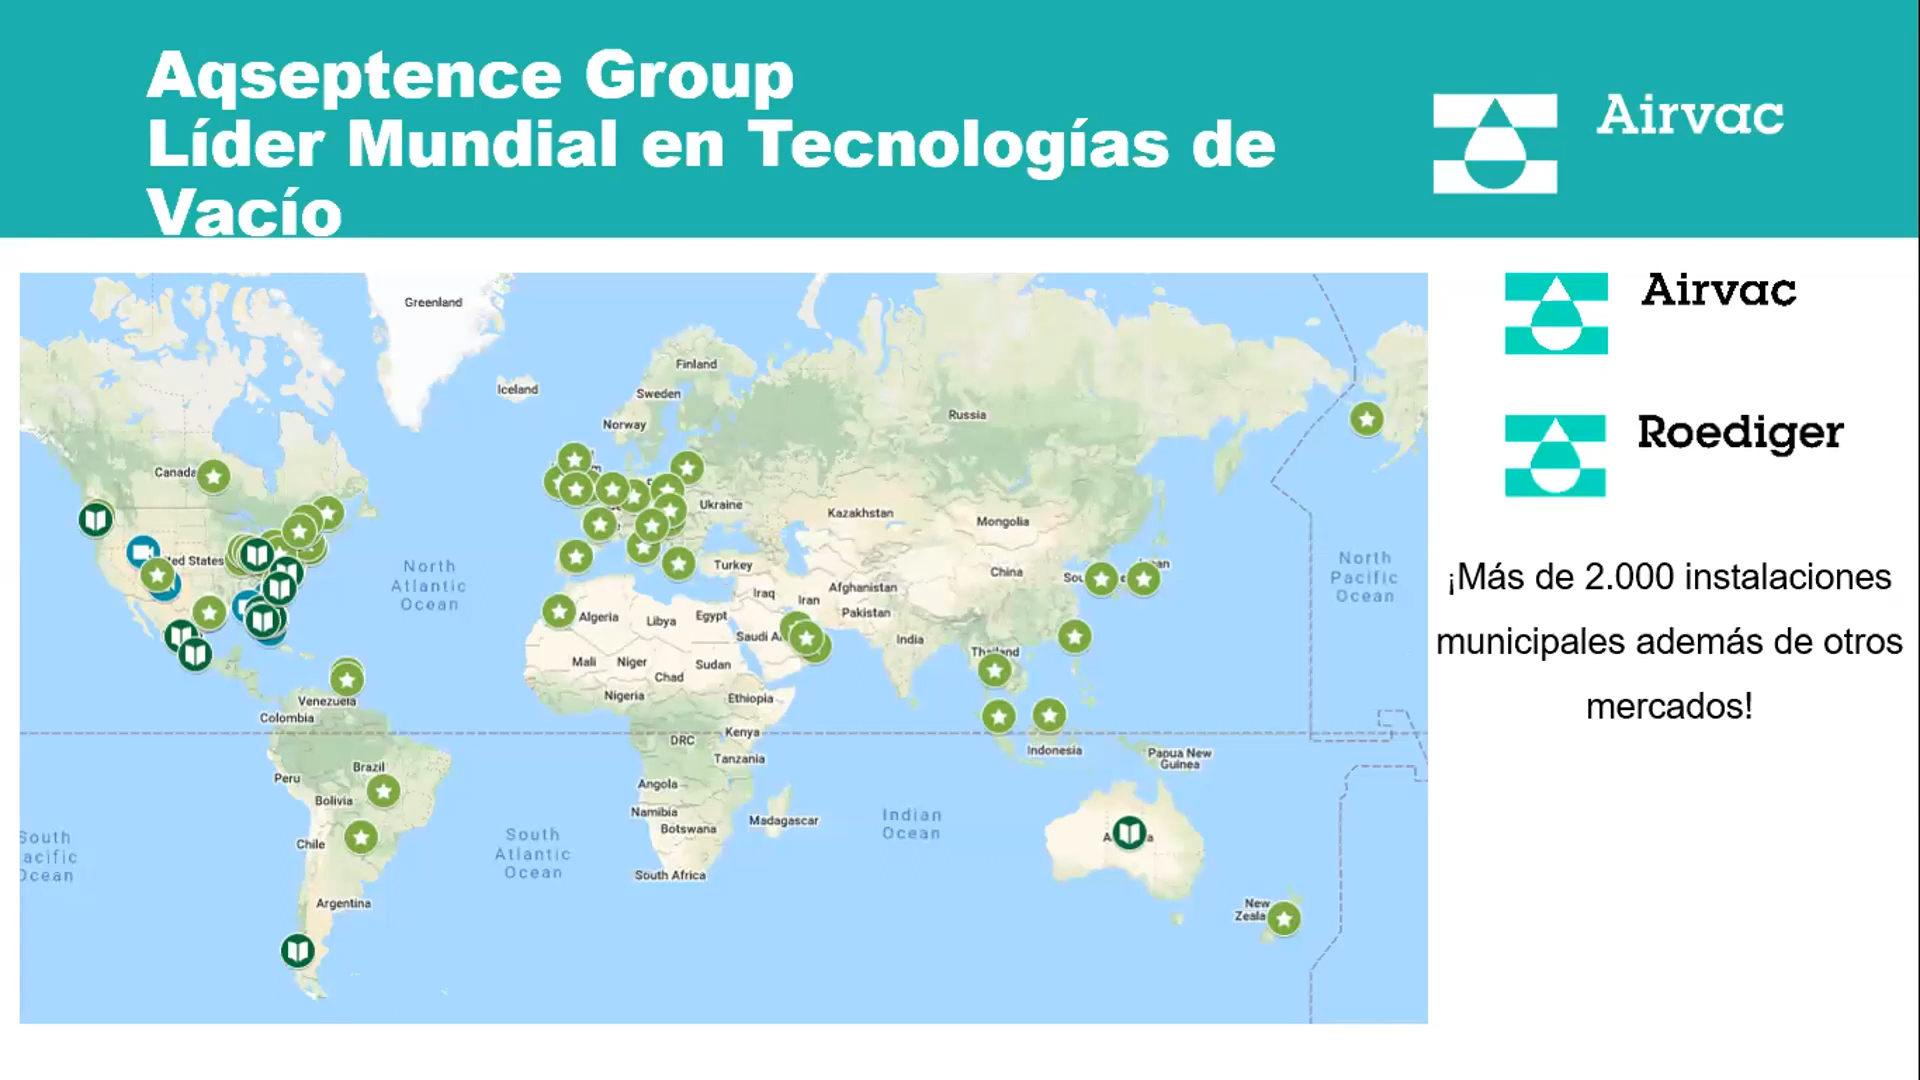 Aqseptence Group
Líder Mundial en Tecnologías de
Vacío
Airvac
Airvac
Roediger
¡Más de 2.000 instalaciones
municipales además de otros
mercados!
Greenland
Iceland
Finland
Sweden
Norway
Russia
Canada
Ukraine
Kazakhstan
Mongolia
North
Atlantic
Ocean
Turkey
China
North
Pacific
Ocean
Afghanistan
Iraq
Iran
Pakistan
Algeria
Libya
Egypt
India
Mali
Niger
Sudan
Chad
Nigeria
Ethiopia
Venezuela
Colombia
DRC
Kenya
Tanzania
Indonesia
Papua New
Guinea
Peru
Brazil
Bolivia
Angola
Namibia
Botswana
Madagascar
Indian
Ocean
Chile
South
Atlantic
Ocean
South Africa
Argentina
New